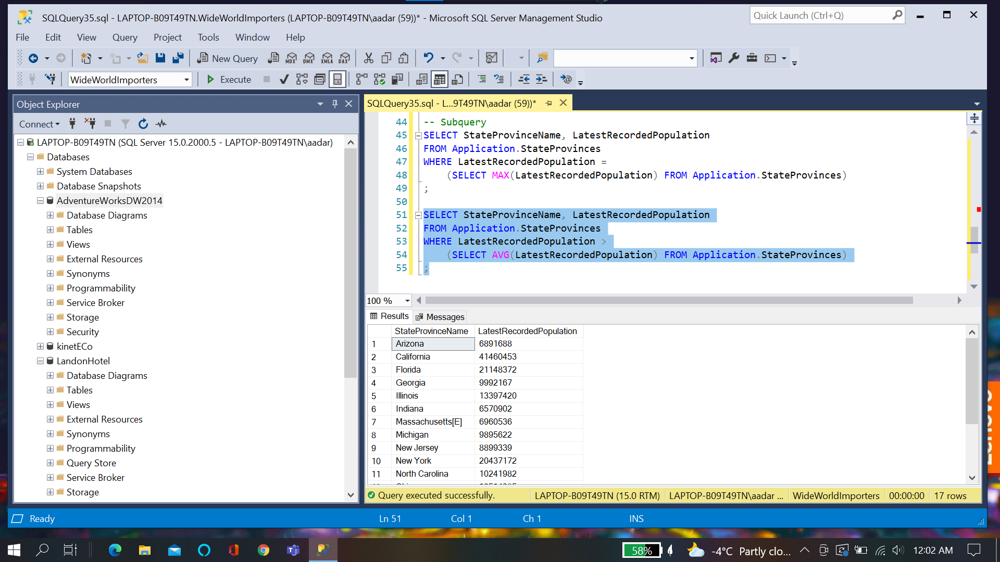 SQLQuery35.sql - LAPTOP-B09T49TN.WideWorldImporters (LAPTOP-B09T49TN\aadar (59))* - Microsoft SQL Server Management Studio
Quick Launch (Ctrl+Q)
File Edit View Query Project Tools Window Help
New Query MDX DMX XMLA DAX
WideWorldImporters Execute
Object Explorer
Connect
LAPTOP-B09T49TN (SQL Server 15.0.2000.5 - LAPTOP-B09T49TN\aadar)
Databases
System Databases
Database Snapshots
AdventureWorksDW2014
Database Diagrams
Tables
Views
External Resources
Synonyms
Programmability
Service Broker
Storage
Security
kinetECo
LandonHotel
Database Diagrams
Tables
Views
External Resources
Synonyms
Programmability
Query Store
Service Broker
Storage
SQLQuery35.sql - L...9T49TN\aadar (59))*
44 -- Subquery
45 SELECT StateProvinceName, LatestRecordedPopulation
46 FROM Application.StateProvinces
47 WHERE LatestRecordedPopulation =
48 (SELECT MAX(LatestRecordedPopulation) FROM Application.StateProvinces)
49 ;
50
51 SELECT StateProvinceName, LatestRecordedPopulation
52 FROM Application.StateProvinces
53 WHERE LatestRecordedPopulation >
54 (SELECT AVG(LatestRecordedPopulation) FROM Application.StateProvinces)
55 ;
100 %
Results Messages
StateProvinceName LatestRecordedPopulation
1 Arizona 6891688
2 California 41460453
3 Florida 21148372
4 Georgia 9992167
5 Illinois 13397420
6 Indiana 6570902
7 Massachusetts[E] 6960536
8 Michigan 9895622
9 New Jersey 8899339
10 New York 20437172
11 North Carolina 10241982
Query executed successfully. LAPTOP-B09T49TN (15.0 RTM) LAPTOP-B09T49TN\aadar ... WideWorldImporters 00:00:00 17 rows
Ready Ln 51 Col 1 Ch 1 INS
Lenovo
58% -4°C Partly clo... 12:02 AM